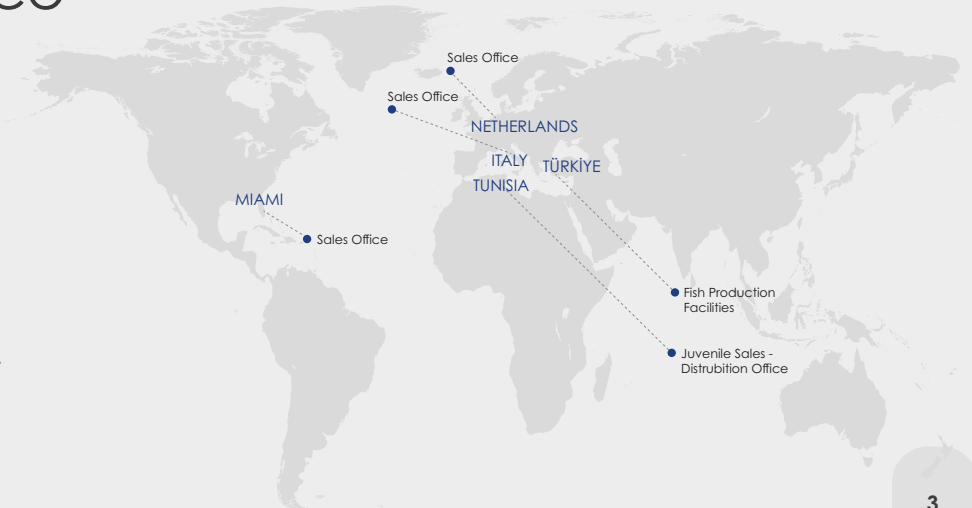 Sales Office
Sales Office
NETHERLANDS
ITALY
TÜRKİYE
TUNISIA
MIAMI
Sales Office
Fish Production
Facilities
Juvenile Sales -
Distrubition Office
3